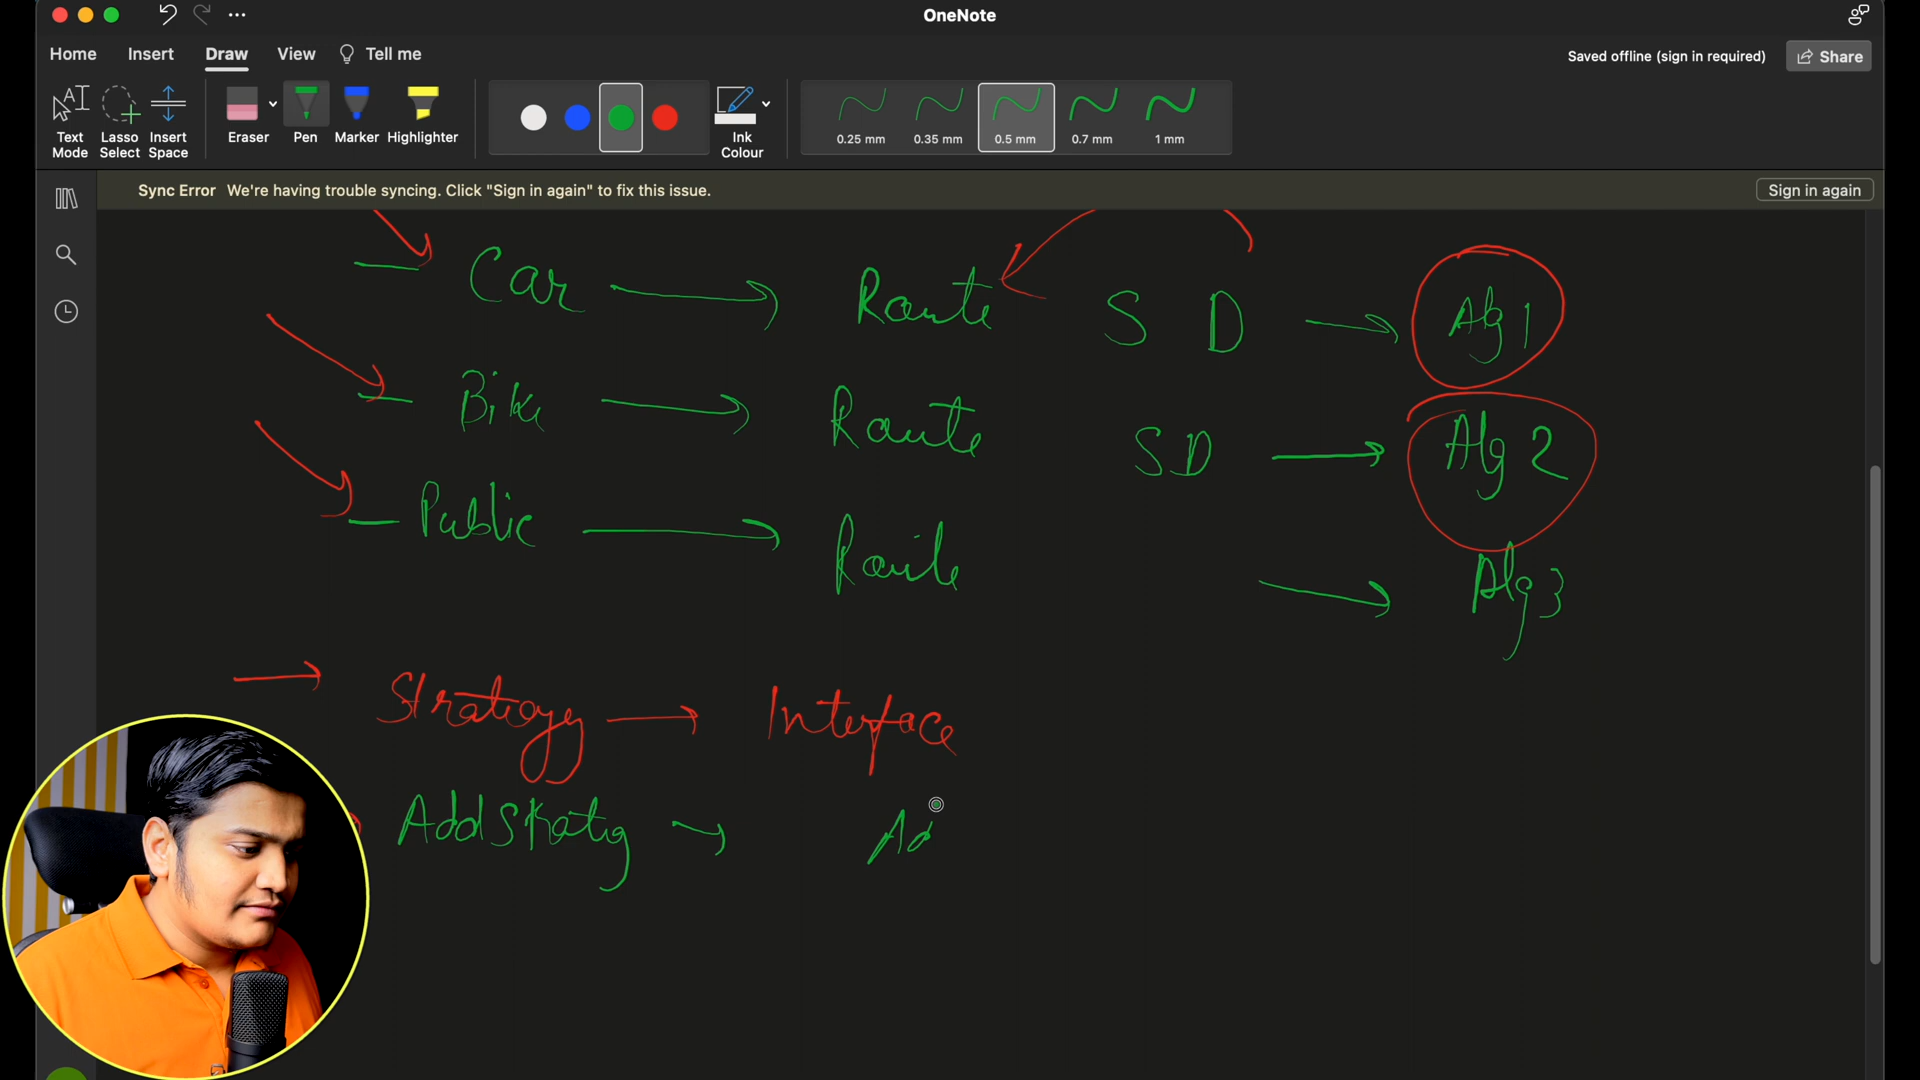 OneNote
Home Insert Draw View Tell me
Saved offline (sign in required) Share
Text Mode
Lasso Select
Insert Space
Eraser
Pen
Marker
Highlighter
Ink Colour
0.25 mm
0.35 mm
0.5 mm
0.7 mm
1 mm
Sync Error We're having trouble syncing. Click "Sign in again" to fix this issue.
Sign in again
Car → Route S D → Alg 1
Bike → Route SD → Alg 2
Public → Route → Alg 3
→ Strategy → Interface
Add Strateg → Ad